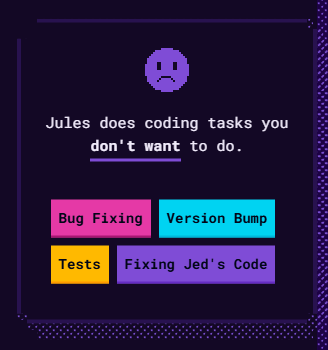 Jules does coding tasks you
don't want to do.
Bug Fixing
Version Bump
Tests
Fixing Jed's Code